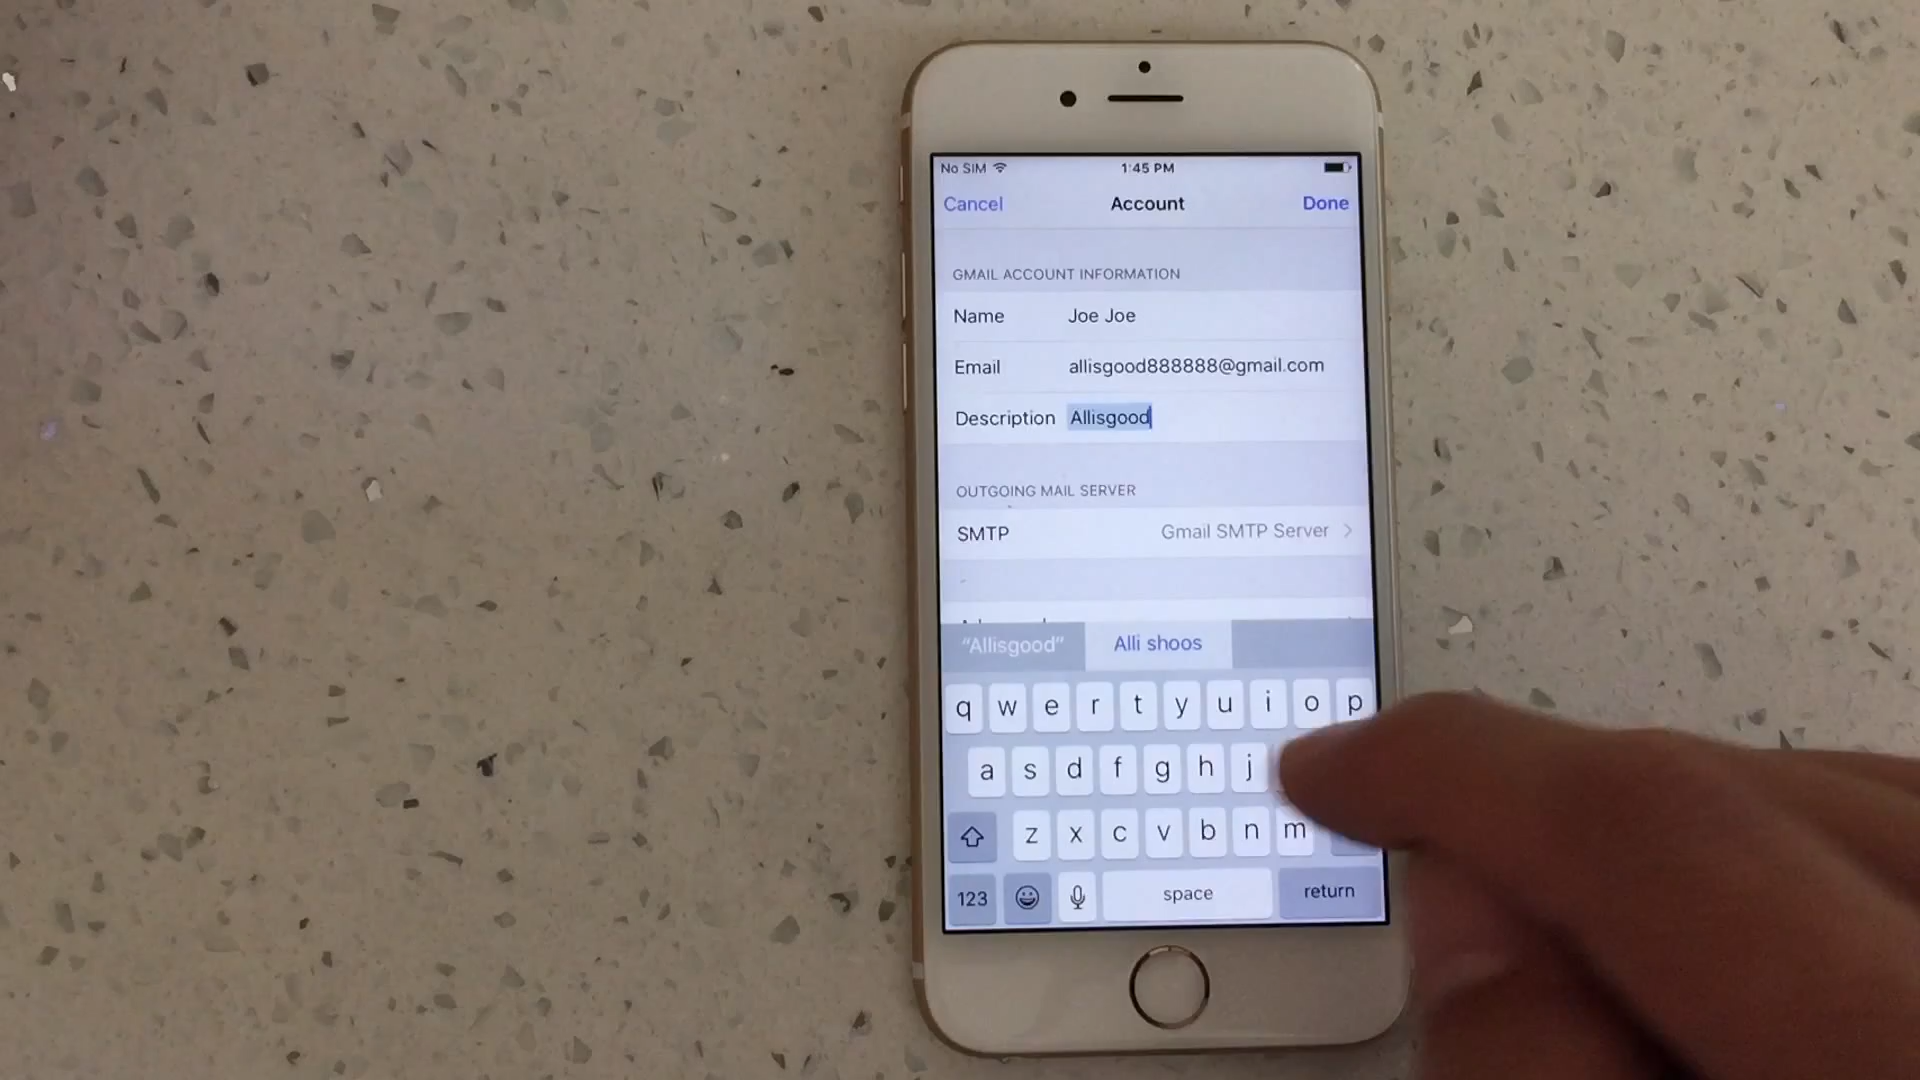 No SIM 1:45 PM
Cancel Account Done
GMAIL ACCOUNT INFORMATION
Name Joe Joe
Email allisgood888888@gmail.com
Description Allisgood
OUTGOING MAIL SERVER
SMTP Gmail SMTP Server
"Allisgood" Alli shoos
q w e r t y u i o p
a s d f g h j
z x c v b n m
123 space return